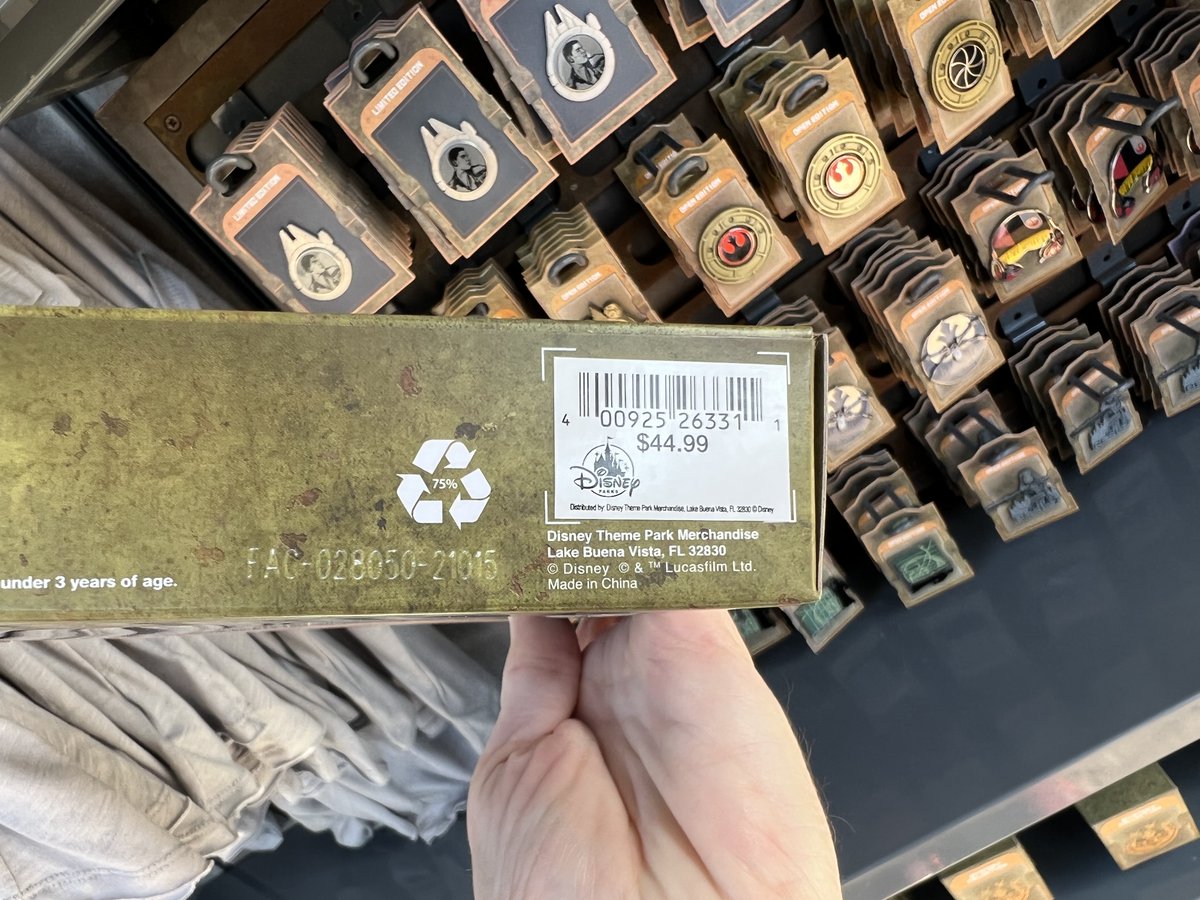 LIMITED EDITION
LIMITED EDITION
OPEN EDITION
OPEN EDITION
OPEN EDITION
OPEN EDITION
4 00925 26331 1
$44.99
Disney
PARKS
Distributed by: Disney Theme Park Merchandise, Lake Buena Vista, FL 32830 © Disney
75%
Disney Theme Park Merchandise
Lake Buena Vista, FL 32830
© Disney © & ™ Lucasfilm Ltd.
Made in China
FAC-028050-21015
under 3 years of age.